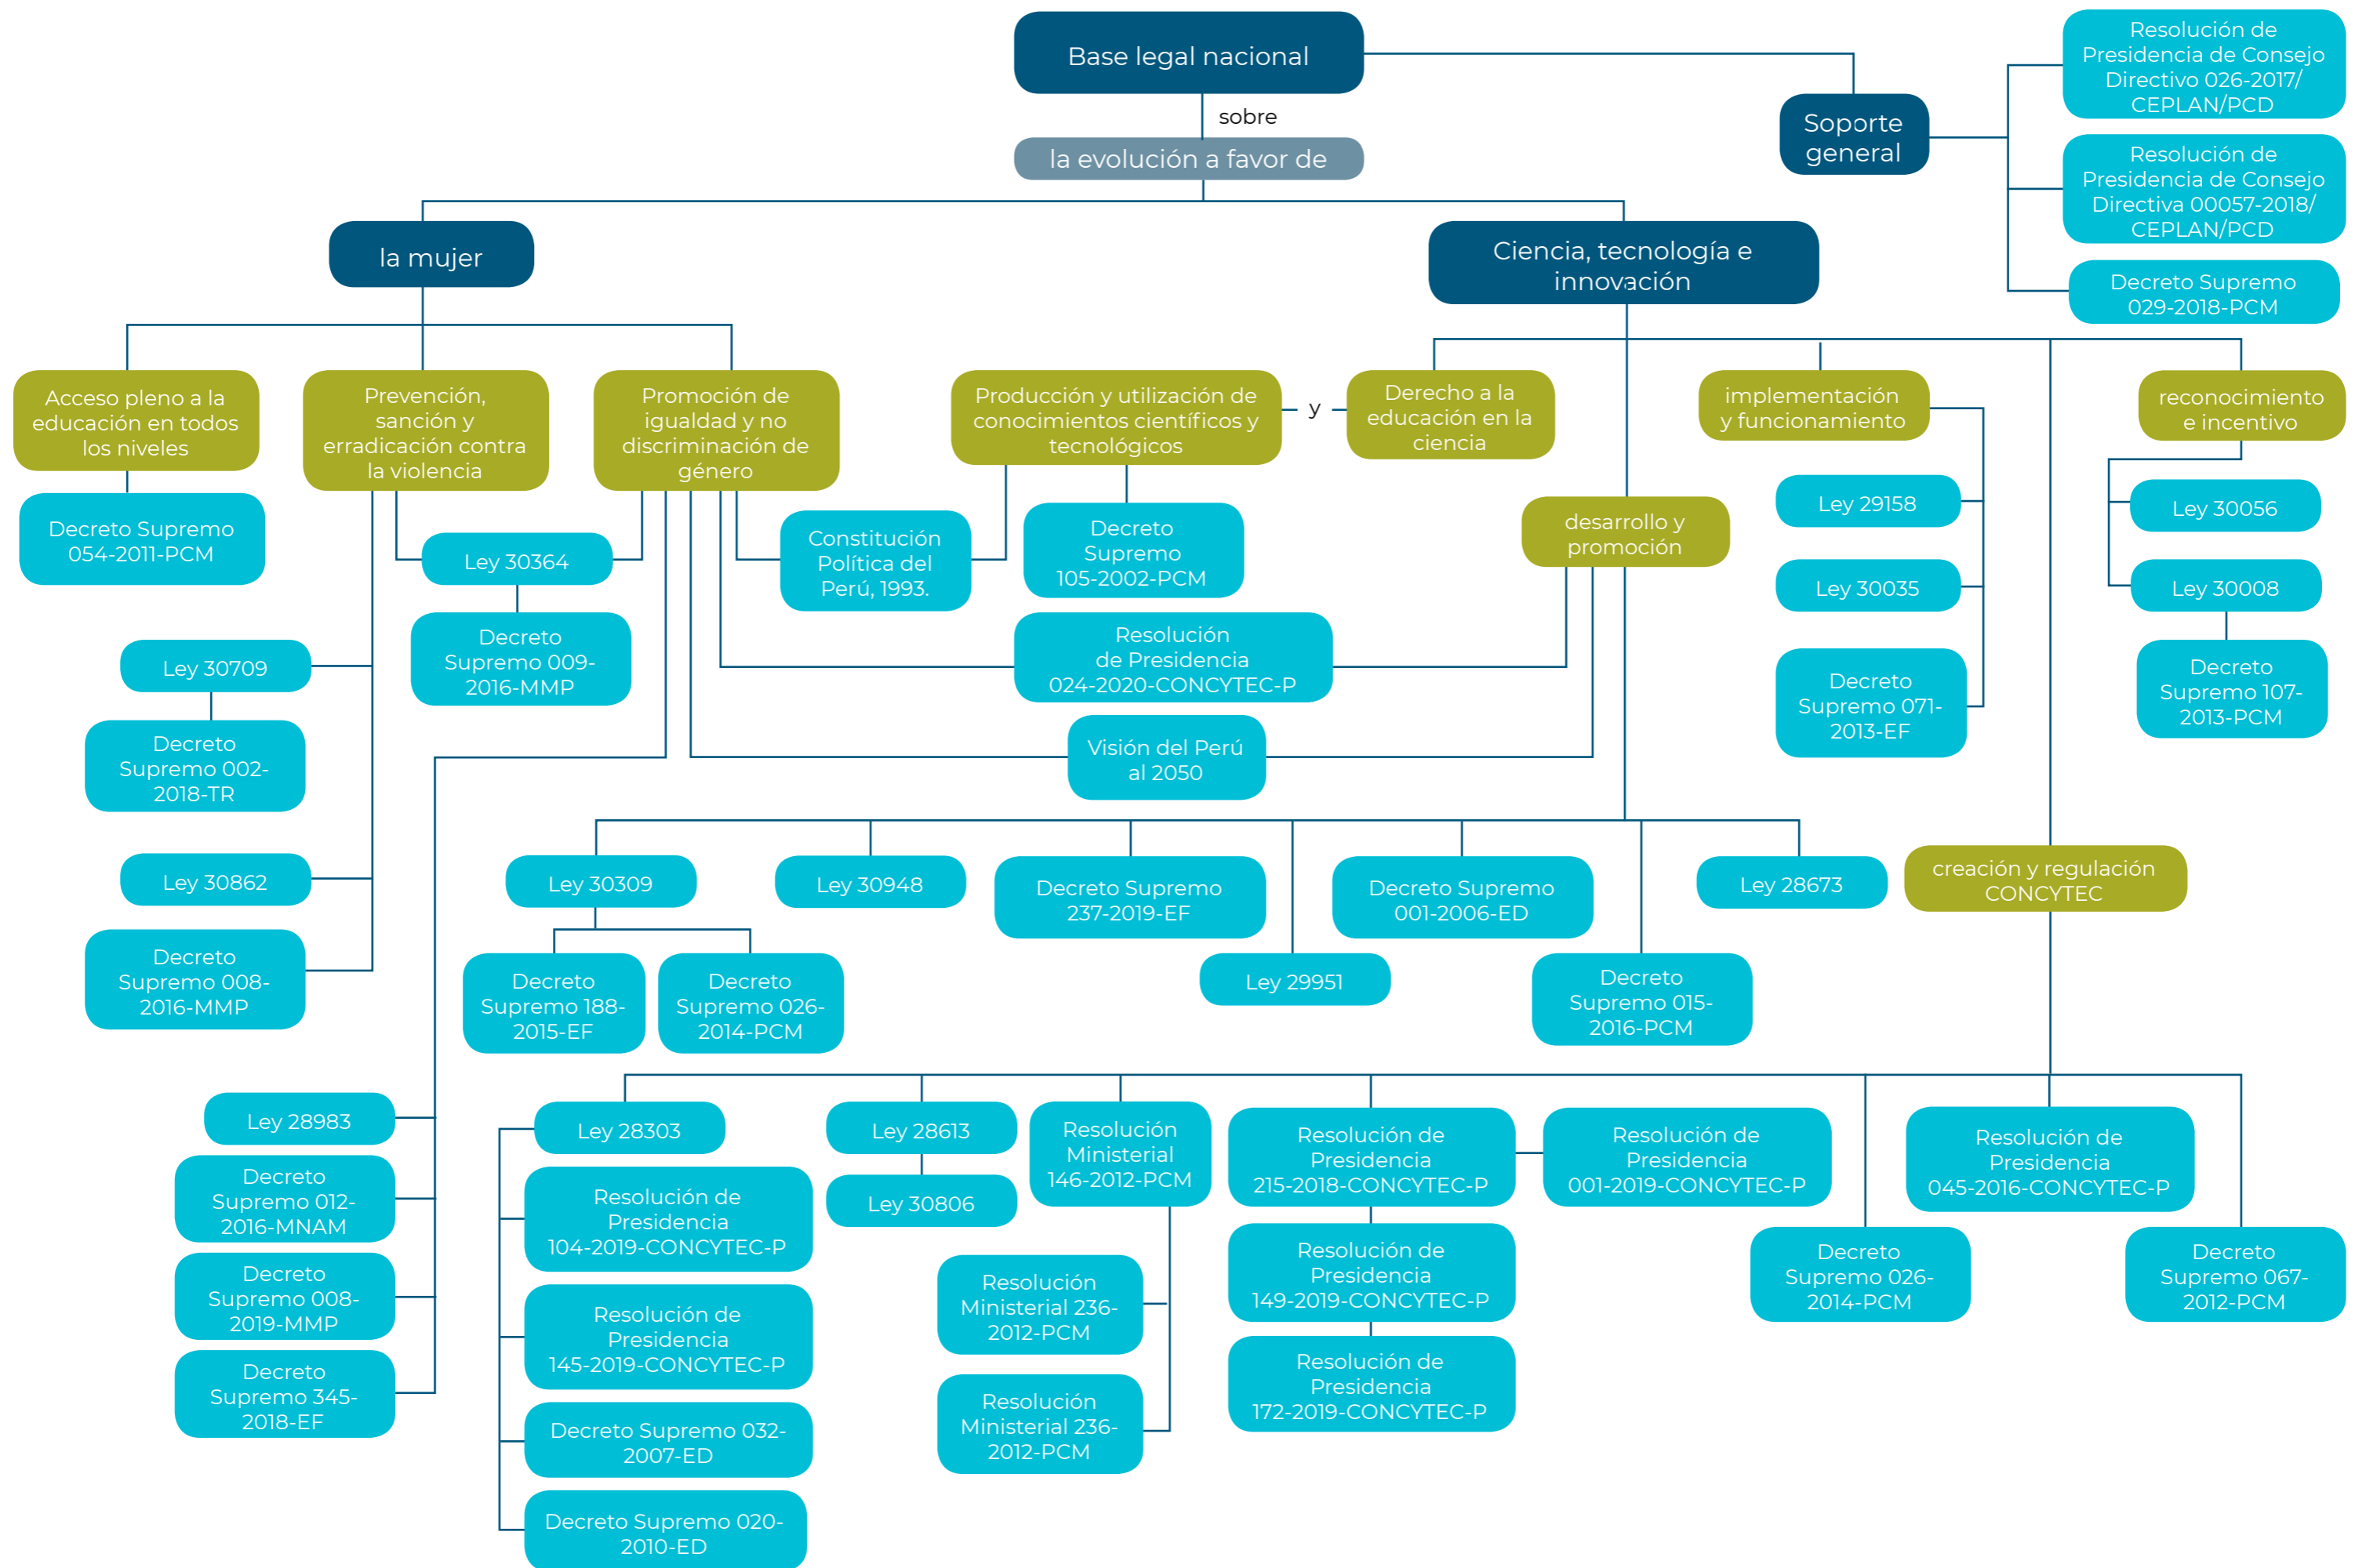 Base legal nacional
sobre
la evolución a favor de
Soporte
general
Resolución de
Presidencia de Consejo
Directivo 026-2017/
CEPLAN/PCD
Resolución de
Presidencia de Consejo
Directiva 00057-2018/
CEPLAN/PCD
Decreto Supremo
029-2018-PCM
la mujer
Ciencia, tecnología e
innovación
Acceso pleno a la
educación en todos
los niveles
Prevención,
sanción y
erradicación contra
la violencia
Promoción de
igualdad y no
discriminación de
género
Producción y utilización de
conocimientos científicos y
tecnológicos
y
Derecho a la
educación en la
ciencia
implementación
y funcionamiento
reconocimiento
e incentivo
Decreto Supremo
054-2011-PCM
Ley 30364
Decreto
Supremo 009-
2016-MMP
Constitución
Política del
Perú, 1993.
Decreto
Supremo
105-2002-PCM
desarrollo y
promoción
Ley 29158
Ley 30035
Decreto
Supremo 071-
2013-EF
Ley 30056
Ley 30008
Decreto
Supremo 107-
2013-PCM
Ley 30709
Decreto
Supremo 002-
2018-TR
Resolución
de Presidencia
024-2020-CONCYTEC-P
Visión del Perú
al 2050
Ley 30862
Decreto
Supremo 008-
2016-MMP
Ley 30309
Ley 30948
Decreto Supremo
237-2019-EF
Decreto Supremo
001-2006-ED
Ley 28673
creación y regulación
CONCYTEC
Decreto
Supremo 188-
2015-EF
Decreto
Supremo 026-
2014-PCM
Ley 29951
Decreto
Supremo 015-
2016-PCM
Ley 28983
Decreto
Supremo 012-
2016-MNAM
Decreto
Supremo 008-
2019-MMP
Decreto
Supremo 345-
2018-EF
Ley 28303
Resolución de
Presidencia
104-2019-CONCYTEC-P
Resolución de
Presidencia
145-2019-CONCYTEC-P
Decreto Supremo 032-
2007-ED
Decreto Supremo 020-
2010-ED
Ley 28613
Ley 30806
Resolución
Ministerial
146-2012-PCM
Resolución
Ministerial 236-
2012-PCM
Resolución
Ministerial 236-
2012-PCM
Resolución de
Presidencia
215-2018-CONCYTEC-P
Resolución de
Presidencia
149-2019-CONCYTEC-P
Resolución de
Presidencia
172-2019-CONCYTEC-P
Resolución de
Presidencia
001-2019-CONCYTEC-P
Decreto
Supremo 026-
2014-PCM
Resolución de
Presidencia
045-2016-CONCYTEC-P
Decreto
Supremo 067-
2012-PCM